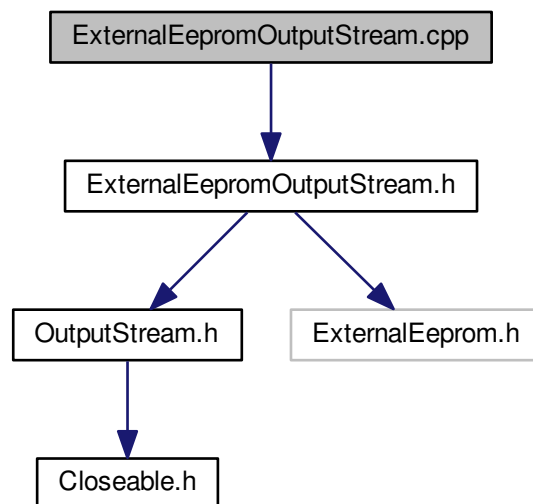 ExternalEepromOutputStream.cpp
ExternalEepromOutputStream.h
OutputStream.h
ExternalEeprom.h
Closeable.h